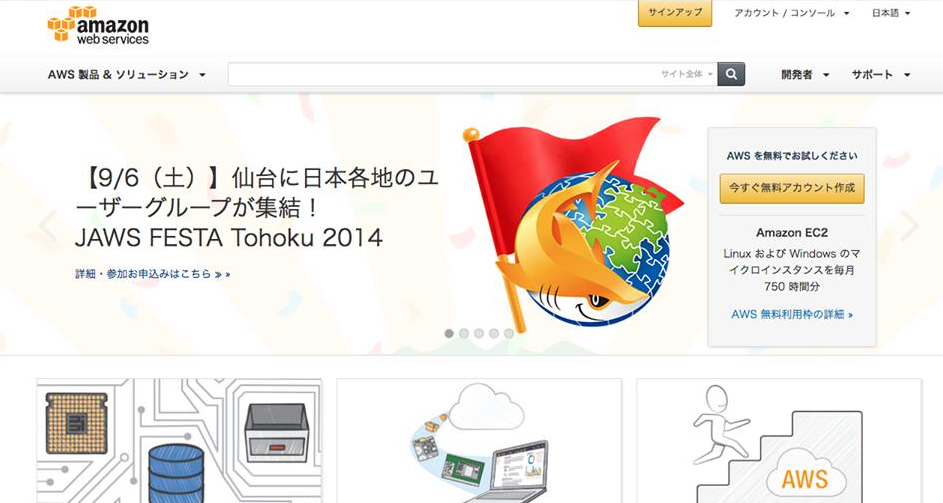 amazon
web services
サインアップ
アカウント / コンソール
日本語
AWS 製品 & ソリューション
サイト全体
開発者
サポート
【9/6（土）】仙台に日本各地のユ
ーザーグループが集結！
JAWS FESTA Tohoku 2014
詳細・参加お申込みはこちら ≫ »
AWS を無料でお試しください
今すぐ無料アカウント作成
Amazon EC2
Linux および Windows のマ
イクロインスタンスを毎月
750 時間分
AWS 無料利用枠の詳細 »
AWS